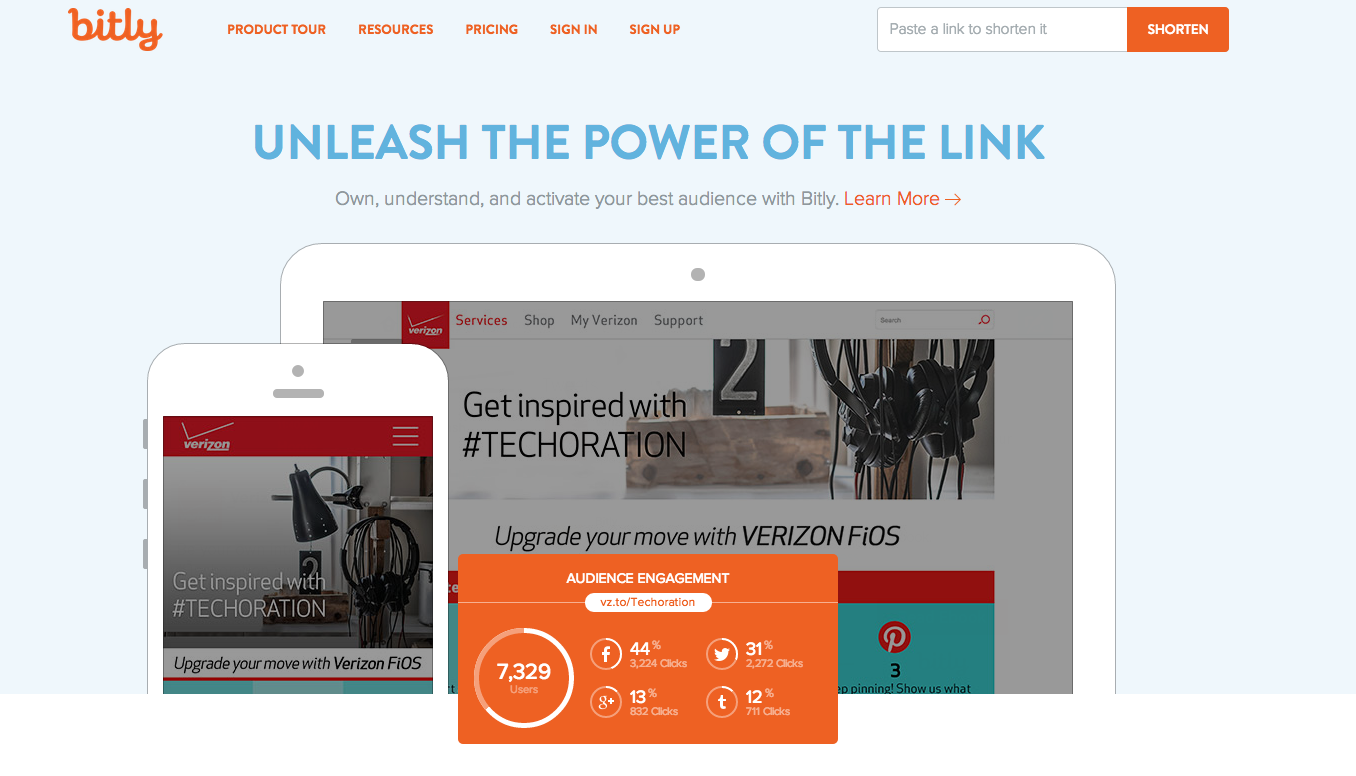 bitly
PRODUCT TOUR
RESOURCES
PRICING
SIGN IN
SIGN UP
Paste a link to shorten it
SHORTEN
UNLEASH THE POWER OF THE LINK
Own, understand, and activate your best audience with Bitly. Learn More →
verizon
Services
Shop
My Verizon
Support
Search
2
Get inspired with
#TECHORATION
Upgrade your move with VERIZON FiOS
verizon
2
Get inspired with
#TECHORATION
Upgrade your move with Verizon FiOS
AUDIENCE ENGAGEMENT
vz.to/Techoration
7,329
Users
f
44%
3,224 Clicks
31%
2,272 Clicks
g+
13%
832 Clicks
t
12%
711 Clicks
3
pinning! Show us what